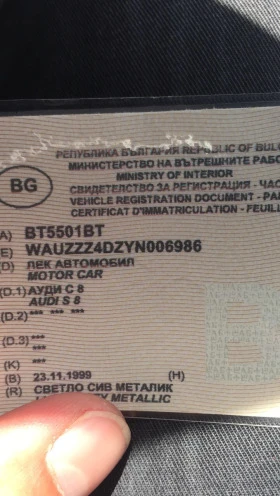 РЕПУБЛИКА БЪЛГАРИЯ REPUBLIC OF BUL
МИНИСТЕРСТВО НА ВЪТРЕШНИТЕ РАБО
MINISTRY OF INTERIOR
BG
СВИДЕТЕЛСТВО ЗА РЕГИСТРАЦИЯ - ЧАС
VEHICLE REGISTRATION DOCUMENT - PA
CERTIFICAT D'IMMATRICULATION - FEUIL
A) BT5501BT
(E) WAUZZZ4DZYN006986
(D) ЛЕК АВТОМОБИЛ
MOTOR CAR
(D.1) АУДИ С 8
AUDI S 8
(D.2) *** *** ***
***
(D.3) ***
***
(K) ***
(B) 23.11.1999 (H)
(R) СВЕТЛО СИВ МЕТАЛИК
METALLIC